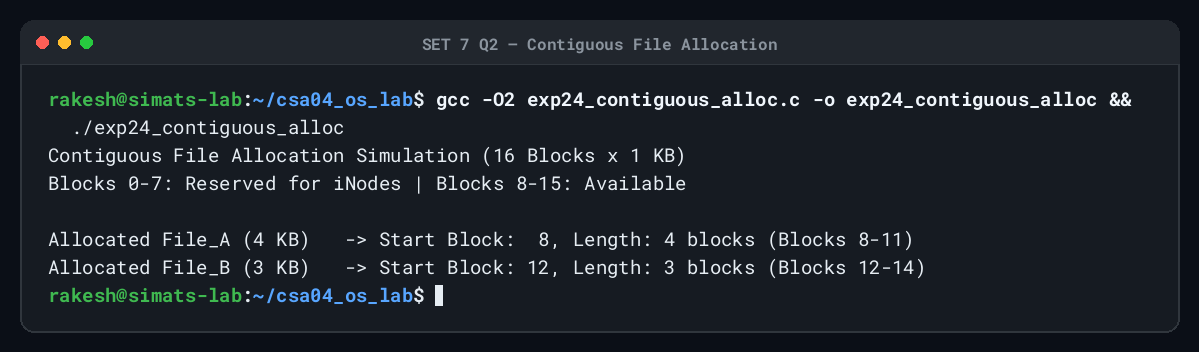 SET 7 Q2 — Contiguous File Allocation
rakesh@simats-lab:~/csa04_os_lab$ gcc -O2 exp24_contiguous_alloc.c -o exp24_contiguous_alloc &&
./exp24_contiguous_alloc
Contiguous File Allocation Simulation (16 Blocks x 1 KB)
Blocks 0-7: Reserved for iNodes | Blocks 8-15: Available
Allocated File_A (4 KB)   -> Start Block:  8, Length: 4 blocks (Blocks 8-11)
Allocated File_B (3 KB)   -> Start Block: 12, Length: 3 blocks (Blocks 12-14)
rakesh@simats-lab:~/csa04_os_lab$